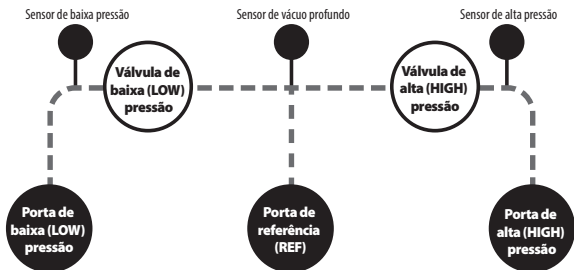 Sensor de baixa pressão
Sensor de vácuo profundo
Sensor de alta pressão
Válvula de
baixa (LOW)
pressão
Válvula de
alta (HIGH)
pressão
Porta de
baixa (LOW)
pressão
Porta de
referência
(REF)
Porta de
alta (HIGH)
pressão